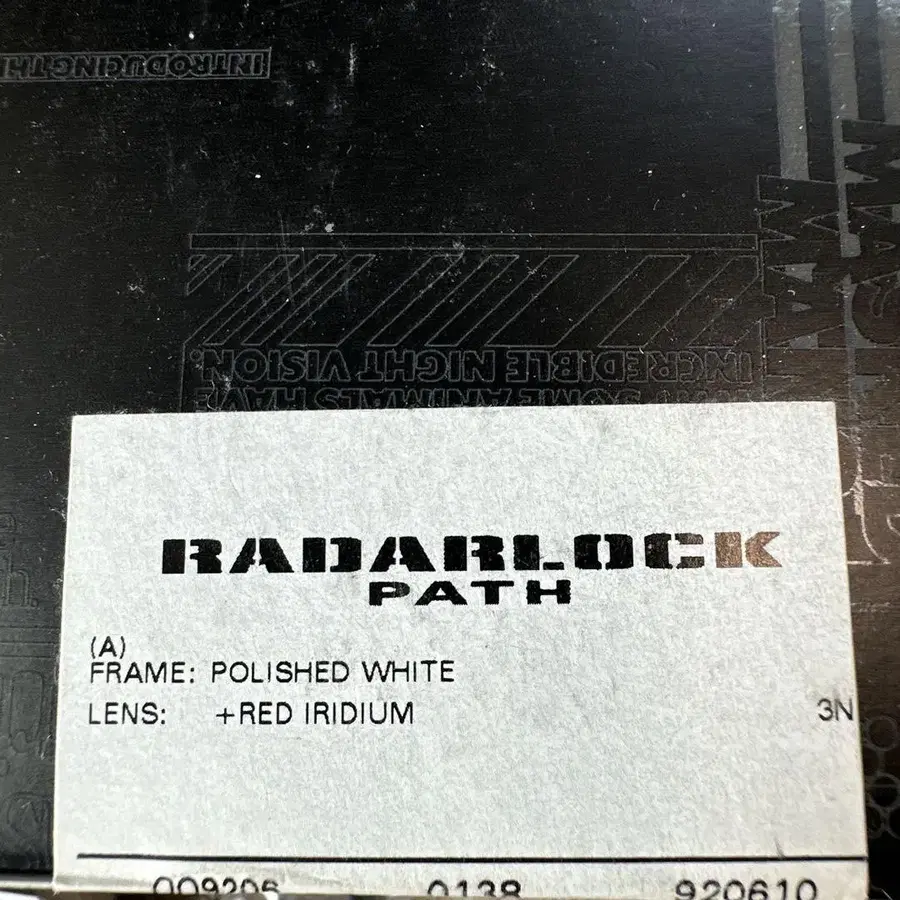 INTRODUCING TH
INCREDIBLE NIGHT VISION.
SOME ANIMALS HAVE
RADARLOCK
PATH
(A)
FRAME: POLISHED WHITE
LENS: +RED IRIDIUM 3N
009206 0138 920610